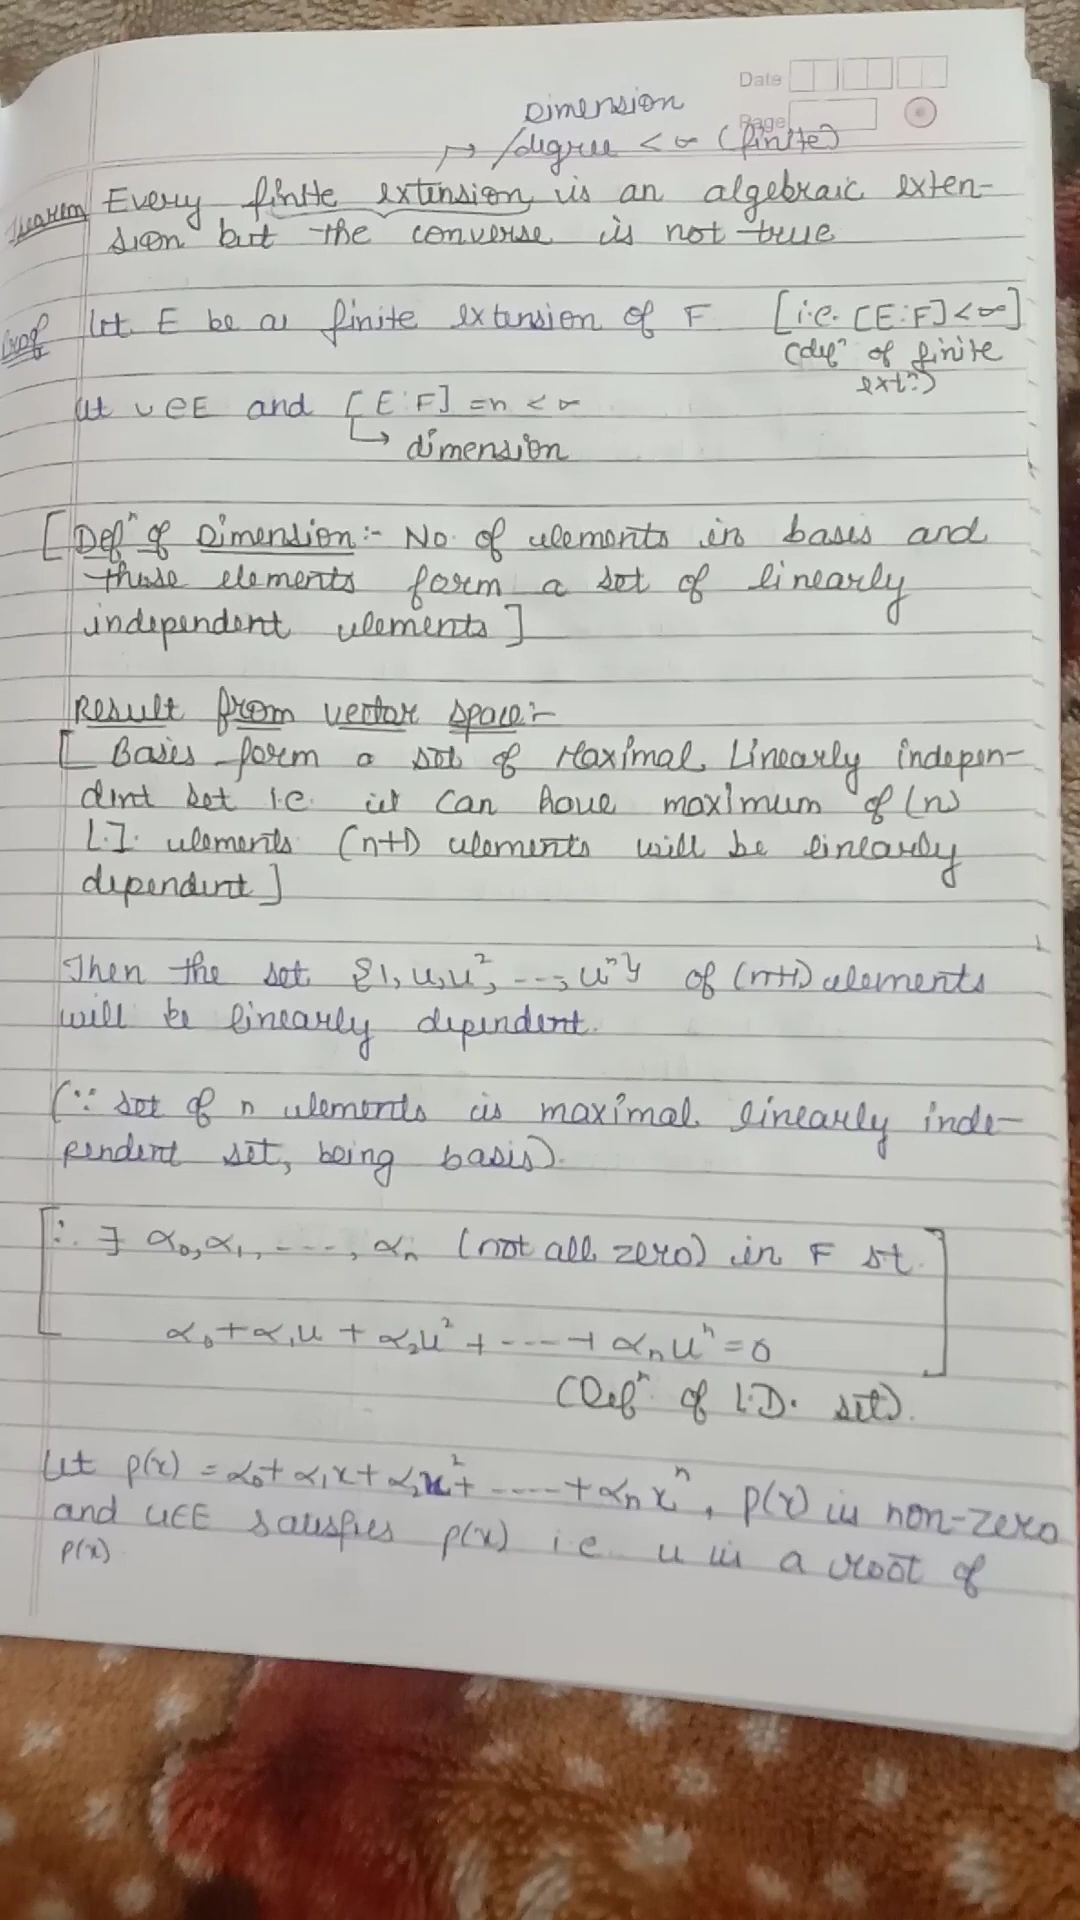 Date
Page
Dimension
↦ /degree < ∞ (finite)
Theorem Every finite extension is an algebraic exten-
sion but the converse is not true
Proof Let E be a finite extension of F [i.e. [E:F]<∞]
(defⁿ of finite
extⁿ)
Let u∈E and [E:F] = n < ∞
↳ dimension
[Defⁿ of Dimension:- No. of elements in basis and
these elements form a set of linearly
independent elements]
Result from vector space:-
[Basis form a set of Maximal Linearly indepen-
dent set i.e. it can have maximum of (n)
L.I. elements (n+1) elements will be linearly
dependent]
Then the set {1, u, u², ---, uⁿ} of (n+1) elements
will be linearly dependent.
(∵ set of n elements is maximal linearly inde-
pendent set, being basis).
[∴ ∃ α₀, α₁, ----, αₙ (not all zero) in F st.
α₀+α₁u + α₂u² + ---- + αₙuⁿ = 0]
(Defⁿ of L.D. set).
Let p(x) = α₀+ α₁x+ α₂x²+ ----- + αₙxⁿ, p(x) is non-zero
and u∈E satisfies p(x) i.e. u is a root of
p(x)